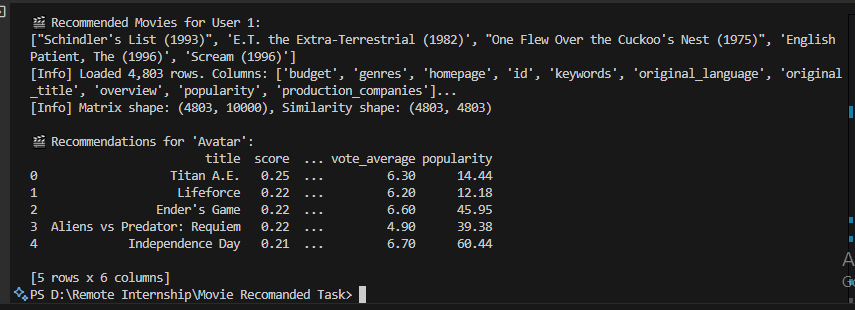 🎬 Recommended Movies for User 1:
["Schindler's List (1993)", 'E.T. the Extra-Terrestrial (1982)', "One Flew Over the Cuckoo's Nest (1975)", 'English
Patient, The (1996)', 'Scream (1996)']
[Info] Loaded 4,803 rows. Columns: ['budget', 'genres', 'homepage', 'id', 'keywords', 'original_language', 'original
_title', 'overview', 'popularity', 'production_companies']...
[Info] Matrix shape: (4803, 10000), Similarity shape: (4803, 4803)
🎬 Recommendations for 'Avatar':
title score ... vote_average popularity
0 Titan A.E. 0.25 ... 6.30 14.44
1 Lifeforce 0.22 ... 6.20 12.18
2 Ender's Game 0.22 ... 6.60 45.95
3 Aliens vs Predator: Requiem 0.22 ... 4.90 39.38
4 Independence Day 0.21 ... 6.70 60.44
[5 rows x 6 columns]
PS D:\Remote Internship\Movie Recomanded Task>